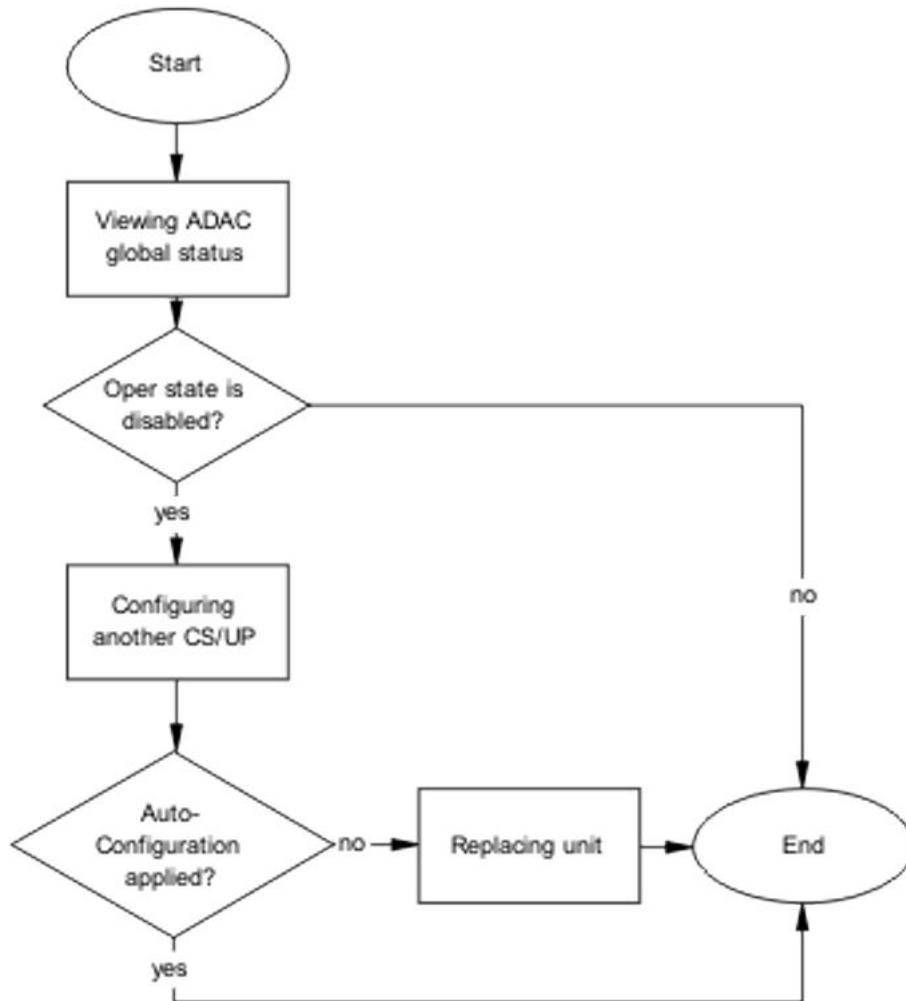 Start
Viewing ADAC
global status
Oper state is
disabled?
yes
no
Configuring
another CS/UP
Auto-
Configuration
applied?
no
Replacing unit
End
yes